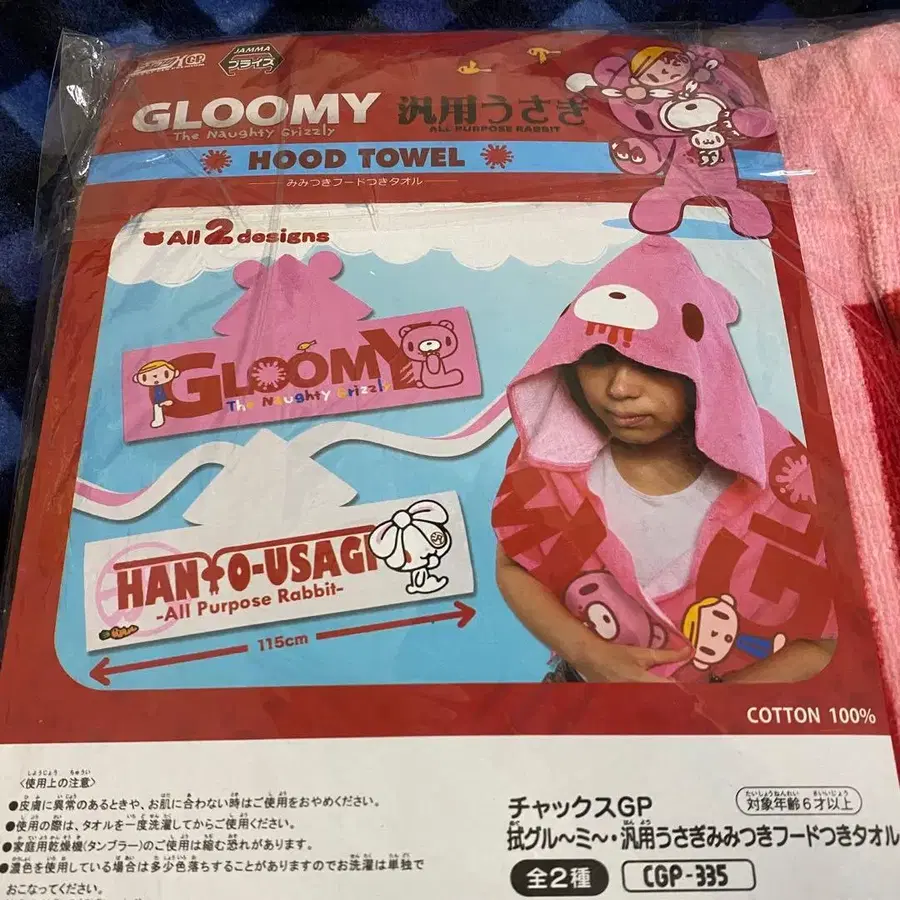 CGP
JAMMA
プライズ
GLOOMY 汎用うさぎ
The Naughty Grizzly ALL PURPOSE RABBIT
HOOD TOWEL
みみつきフードつきタオル
All 2 designs
GLOOMY
The Naughty Grizzly
HANYO-USAGI
-All Purpose Rabbit-
115cm
COTTON 100%
〈使用上の注意〉
●皮膚に異常のあるときや、お肌に合わない時はご使用をおやめください。
●使用の際は、タオルを一度洗濯してからご使用ください。
●家庭用乾燥機(タンブラー)のご使用は縮む恐れがあります。
●濃色を使用している場合は多少色落ちすることがありますのでお洗濯は単独で
おこなってください。
チャックスGP
対象年齢6才以上
拭グル〜ミ〜・汎用うさぎみみつきフードつきタオル
全2種 CGP-335